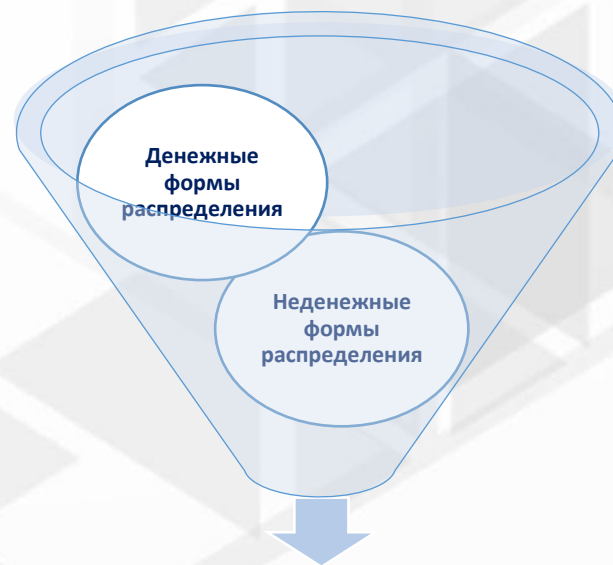 Денежные
формы
распределения
Неденежные
формы
распределения